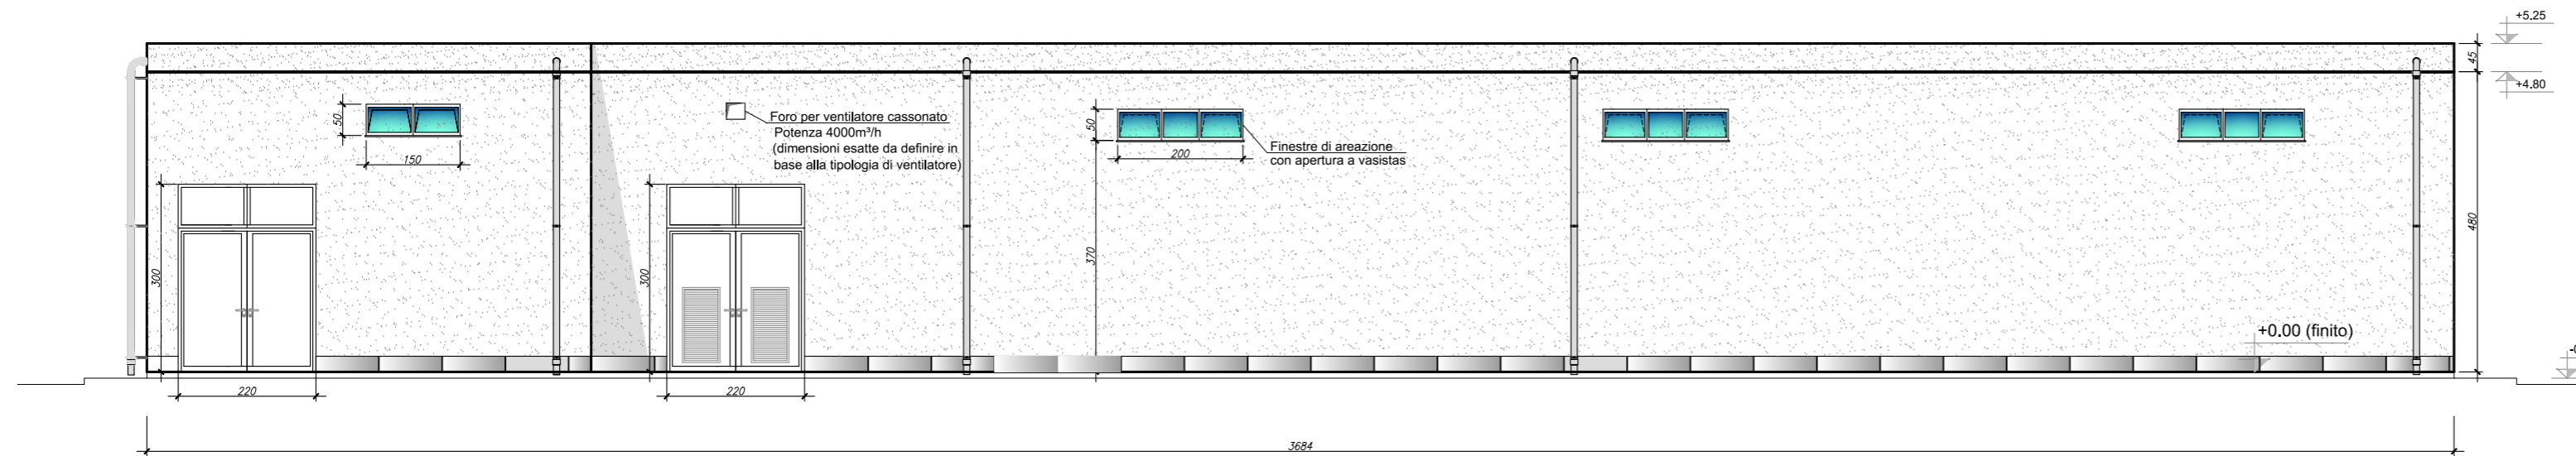 +5.25
45
+4.80
50
150
Foro per ventilatore cassonato
Potenza 4000m³/h
(dimensioni esatte da definire in
base alla tipologia di ventilatore)
50
200
Finestre di areazione
con apertura a vasistas
300
300
370
480
+0.00 (finito)
220
220
3684